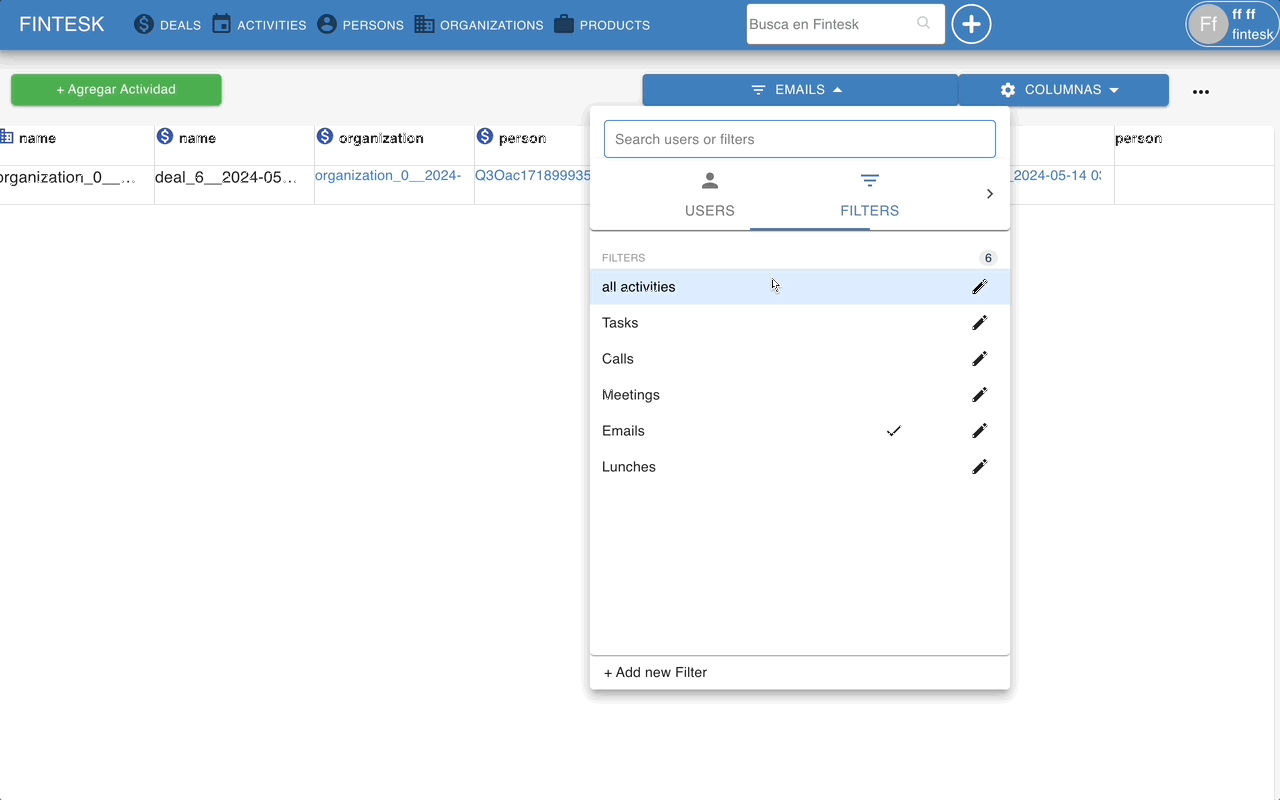 FINTESK DEALS ACTIVITIES PERSONS ORGANIZATIONS PRODUCTS Busca en Fintesk Ff ff ff
fintesk
+ Agregar Actividad EMAILS COLUMNAS
name name organization person person
organization_0__... deal_6__2024-05... organization_0__2024- Q3Oac171899935 _2024-05-14 03
Search users or filters
USERS FILTERS
FILTERS 6
all activities
Tasks
Calls
Meetings
Emails
Lunches
+ Add new Filter